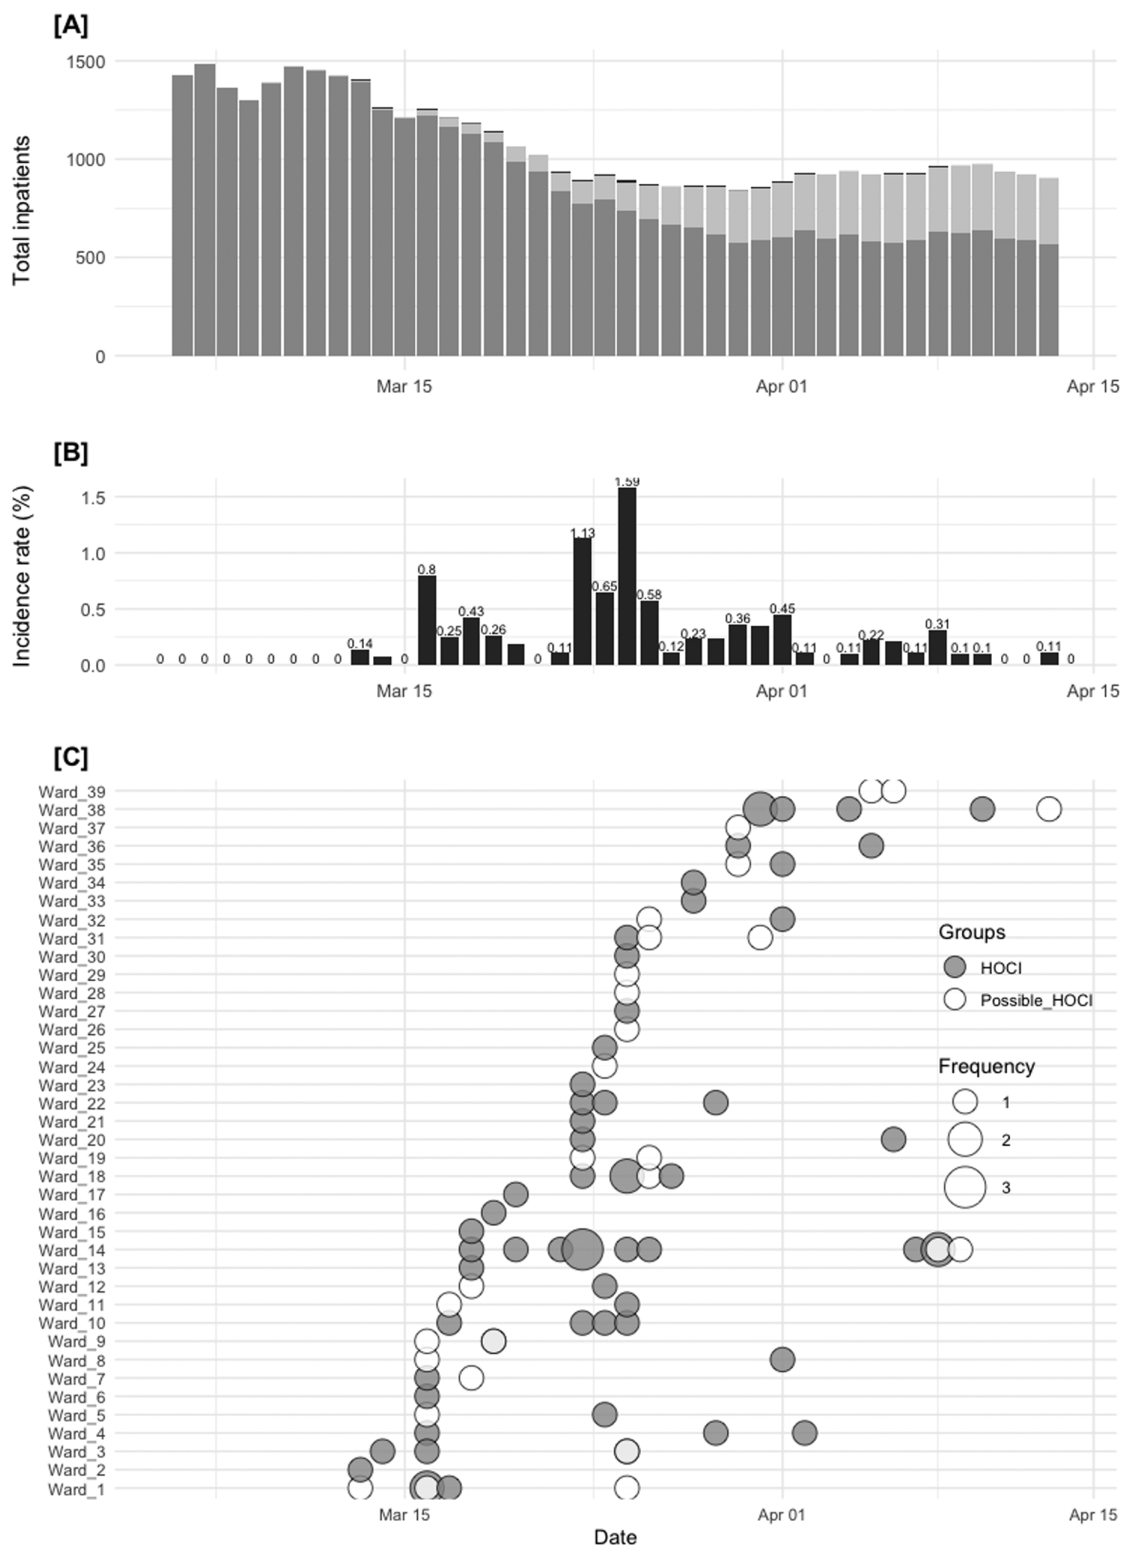 [A]
Total inpatients
1500
1000
500
0
Mar 15 Apr 01 Apr 15
[B]
Incidence rate (%)
1.5
1.0
0.5
0.0
0 0 0 0 0 0 0 0 0 0.14 0 0.8 0.25 0.43 0.26 0 0.11 1.13 0.65 1.59 0.58 0.12 0.23 0.36 0.45 0.11 0 0.11 0.22 0.11 0.31 0.1 0.1 0 0 0.11 0
Mar 15 Apr 01 Apr 15
[C]
Ward_39
Ward_38
Ward_37
Ward_36
Ward_35
Ward_34
Ward_33
Ward_32
Ward_31
Ward_30
Ward_29
Ward_28
Ward_27
Ward_26
Ward_25
Ward_24
Ward_23
Ward_22
Ward_21
Ward_20
Ward_19
Ward_18
Ward_17
Ward_16
Ward_15
Ward_14
Ward_13
Ward_12
Ward_11
Ward_10
Ward_9
Ward_8
Ward_7
Ward_6
Ward_5
Ward_4
Ward_3
Ward_2
Ward_1
Groups
HOCI
Possible_HOCI
Frequency
1
2
3
Mar 15 Apr 01 Apr 15
Date